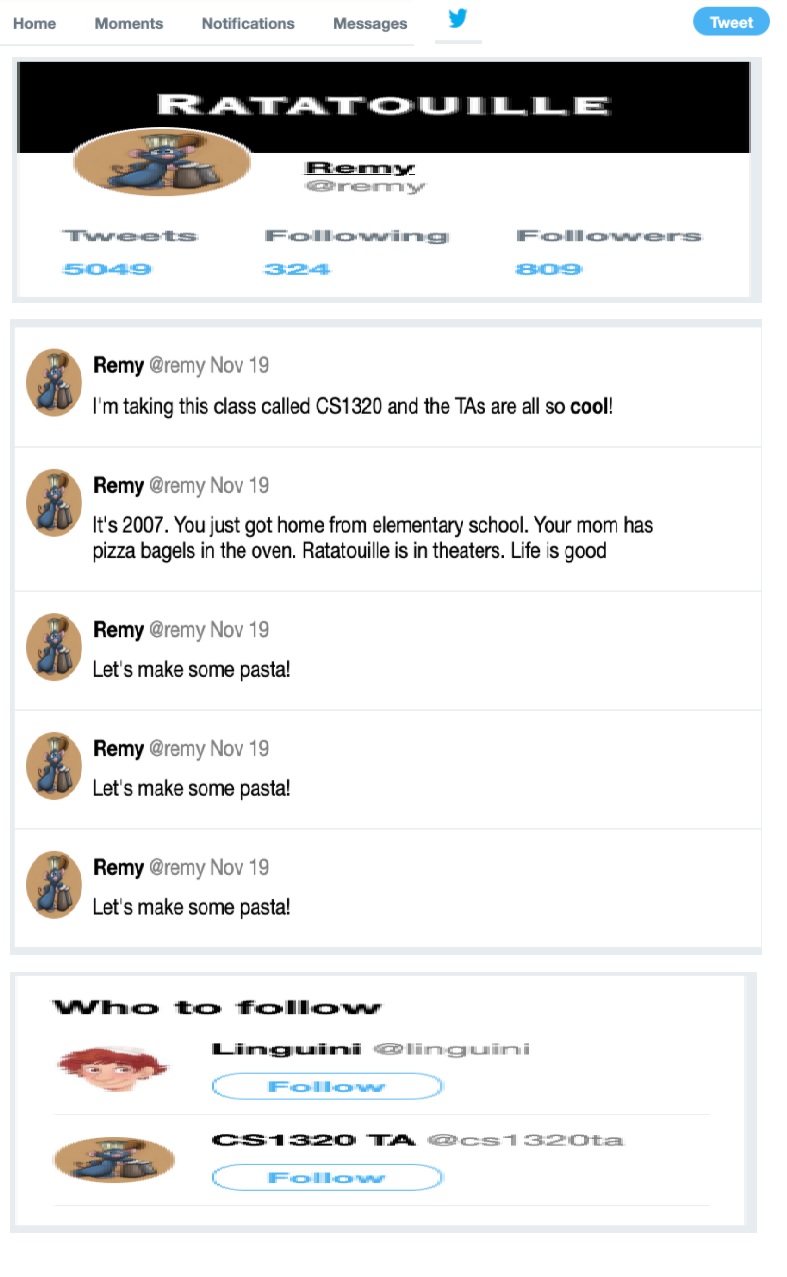 Home Moments Notifications Messages Tweet
RATATOUILLE
Remy
@remy
Tweets Following Followers
5049 324 809
Remy @remy Nov 19
I'm taking this class called CS1320 and the TAs are all so cool!
Remy @remy Nov 19
It's 2007. You just got home from elementary school. Your mom has
pizza bagels in the oven. Ratatouille is in theaters. Life is good
Remy @remy Nov 19
Let's make some pasta!
Remy @remy Nov 19
Let's make some pasta!
Remy @remy Nov 19
Let's make some pasta!
Who to follow
Linguini @linguini
Follow
CS1320 TA @cs1320ta
Follow